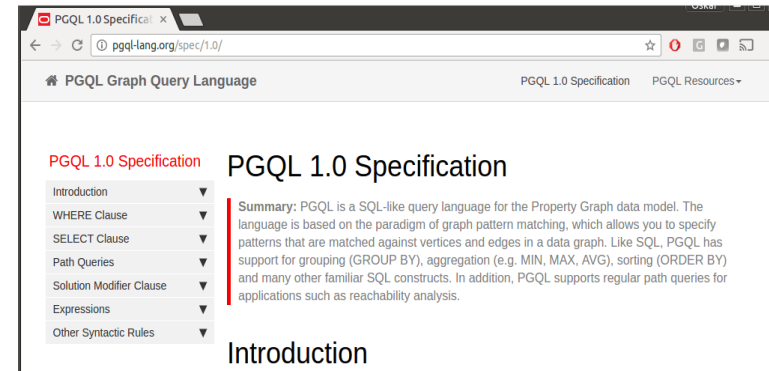 Oskar
PGQL 1.0 Specificat
pgql-lang.org/spec/1.0/
PGQL Graph Query Language
PGQL 1.0 Specification
PGQL Resources
PGQL 1.0 Specification
Introduction
WHERE Clause
SELECT Clause
Path Queries
Solution Modifier Clause
Expressions
Other Syntactic Rules
PGQL 1.0 Specification
Summary: PGQL is a SQL-like query language for the Property Graph data model. The
language is based on the paradigm of graph pattern matching, which allows you to specify
patterns that are matched against vertices and edges in a data graph. Like SQL, PGQL has
support for grouping (GROUP BY), aggregation (e.g. MIN, MAX, AVG), sorting (ORDER BY)
and many other familiar SQL constructs. In addition, PGQL supports regular path queries for
applications such as reachability analysis.
Introduction